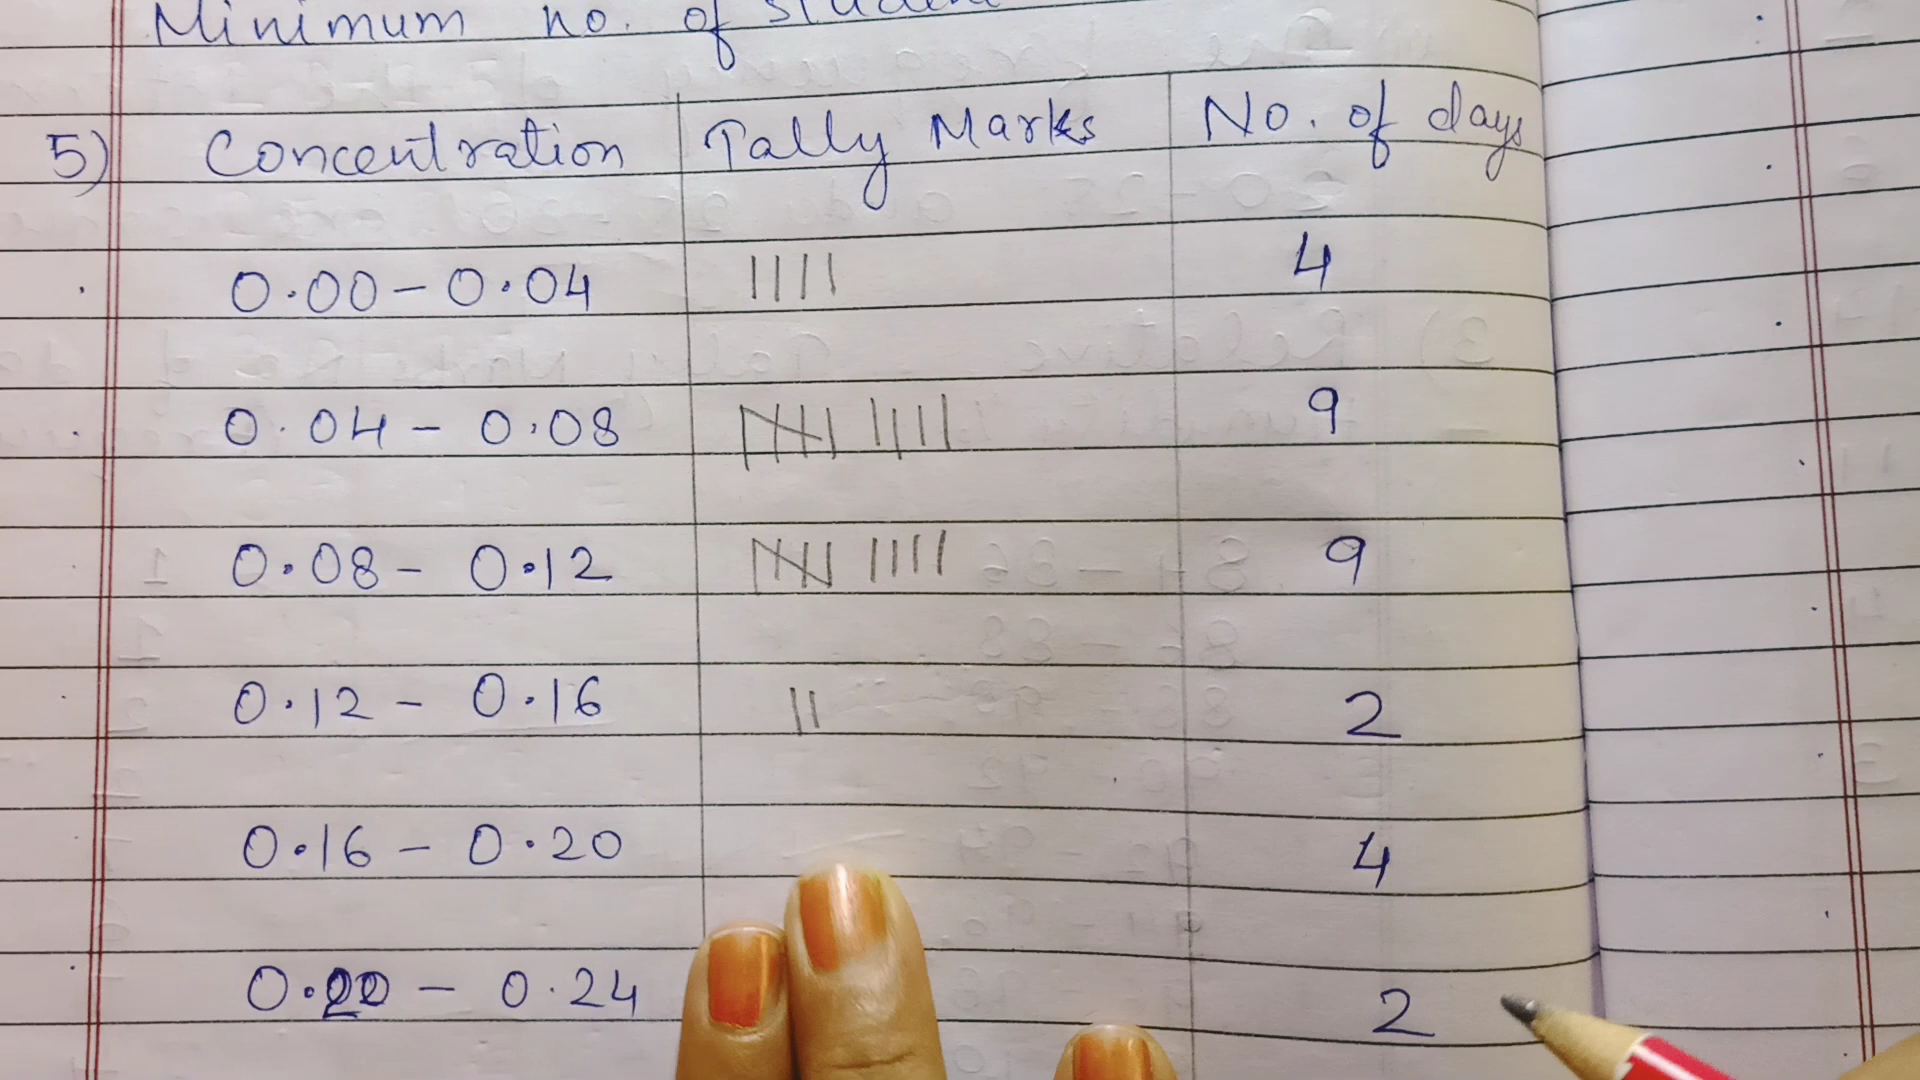 Minimum no. of student
5) Concentration Tally Marks No. of days
0.00 - 0.04 |||| 4
0.04 - 0.08 |||| |||| 9
0.08 - 0.12 |||| |||| 9
0.12 - 0.16 || 2
0.16 - 0.20 4
0.20 - 0.24 2